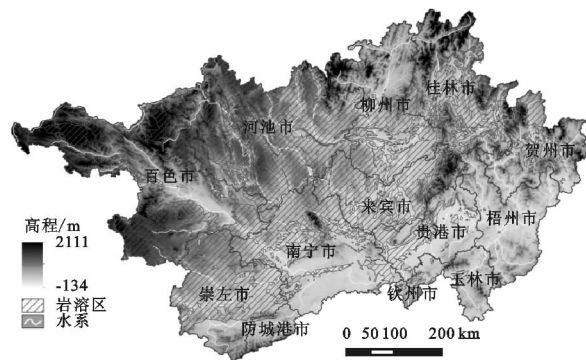 桂林市
柳州市
河池市
贺州市
百色市
来宾市
梧州市
贵港市
南宁市
玉林市
崇左市
钦州市
防城港市
高程/m
2111
-134
岩溶区
水系
0 50 100 200 km